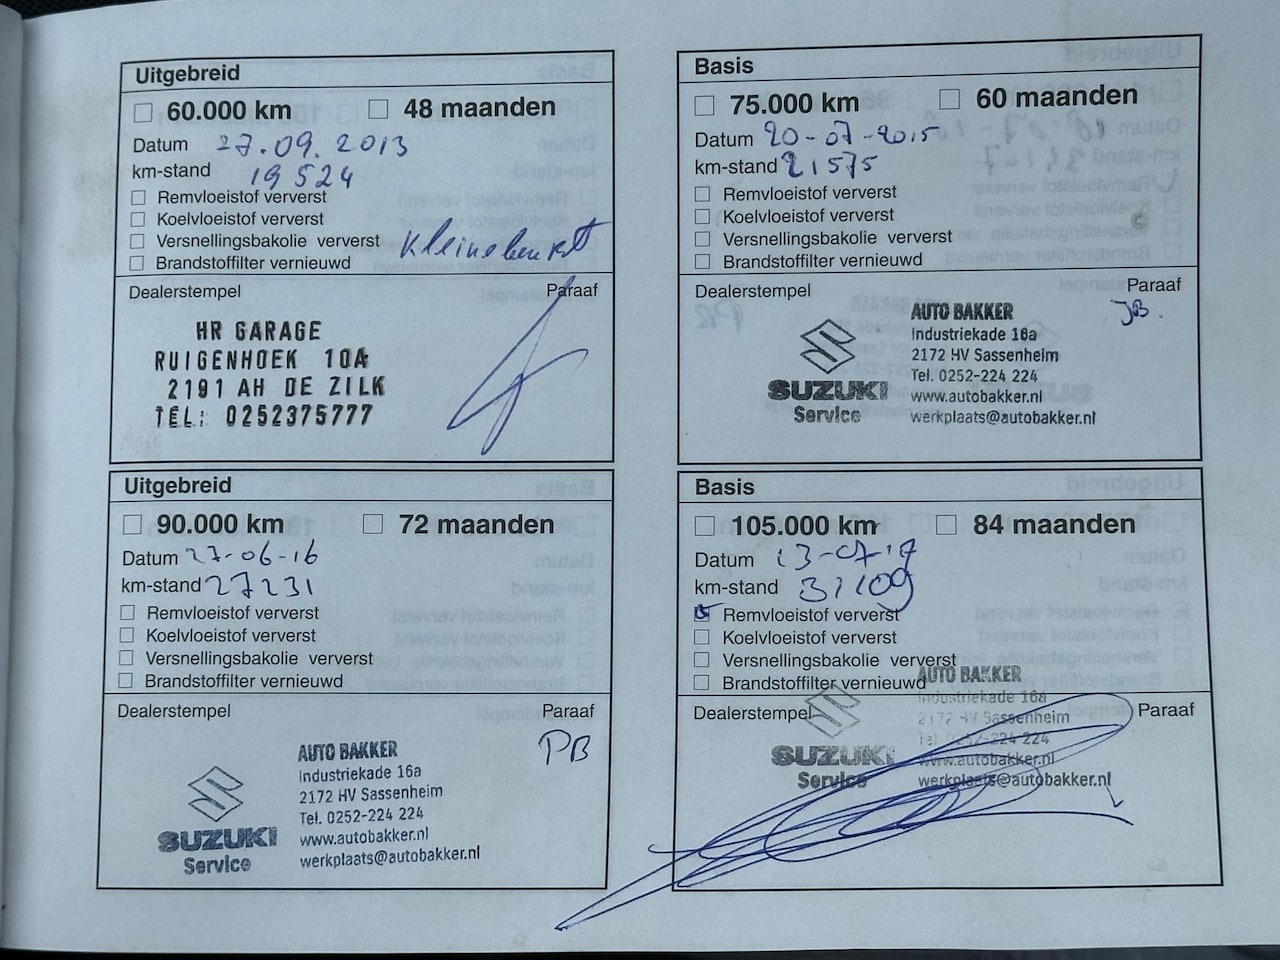 Uitgebreid
60.000 km 48 maanden
Datum 27.09.2013
km-stand 19524
Remvloeistof ververst
Koelvloeistof ververst
Versnellingsbakolie ververst
Brandstoffilter vernieuwd
Kleinebeurt
Dealerstempel Paraaf
HR GARAGE
RUIGENHOEK 10A
2191 AH DE ZILK
TEL: 0252375777
Basis
75.000 km 60 maanden
Datum 20-07-2015
km-stand 21575
Remvloeistof ververst
Koelvloeistof ververst
Versnellingsbakolie ververst
Brandstoffilter vernieuwd
Dealerstempel Paraaf
JB.
SUZUKI
Service
AUTO BAKKER
Industriekade 16a
2172 HV Sassenheim
Tel. 0252-224 224
www.autobakker.nl
werkplaats@autobakker.nl
Uitgebreid
90.000 km 72 maanden
Datum 27-06-16
km-stand 27231
Remvloeistof ververst
Koelvloeistof ververst
Versnellingsbakolie ververst
Brandstoffilter vernieuwd
Dealerstempel Paraaf
PB
SUZUKI
Service
AUTO BAKKER
Industriekade 16a
2172 HV Sassenheim
Tel. 0252-224 224
www.autobakker.nl
werkplaats@autobakker.nl
Basis
105.000 km 84 maanden
Datum 13-07-17
km-stand
Remvloeistof ververst
Koelvloeistof ververst
Versnellingsbakolie ververst
Brandstoffilter vernieuwd
Dealerstempel Paraaf
SUZUKI
Service
AUTO BAKKER
Industriekade 16a
2172 HV Sassenheim
Tel. 0252-224 224
www.autobakker.nl
werkplaats@autobakker.nl